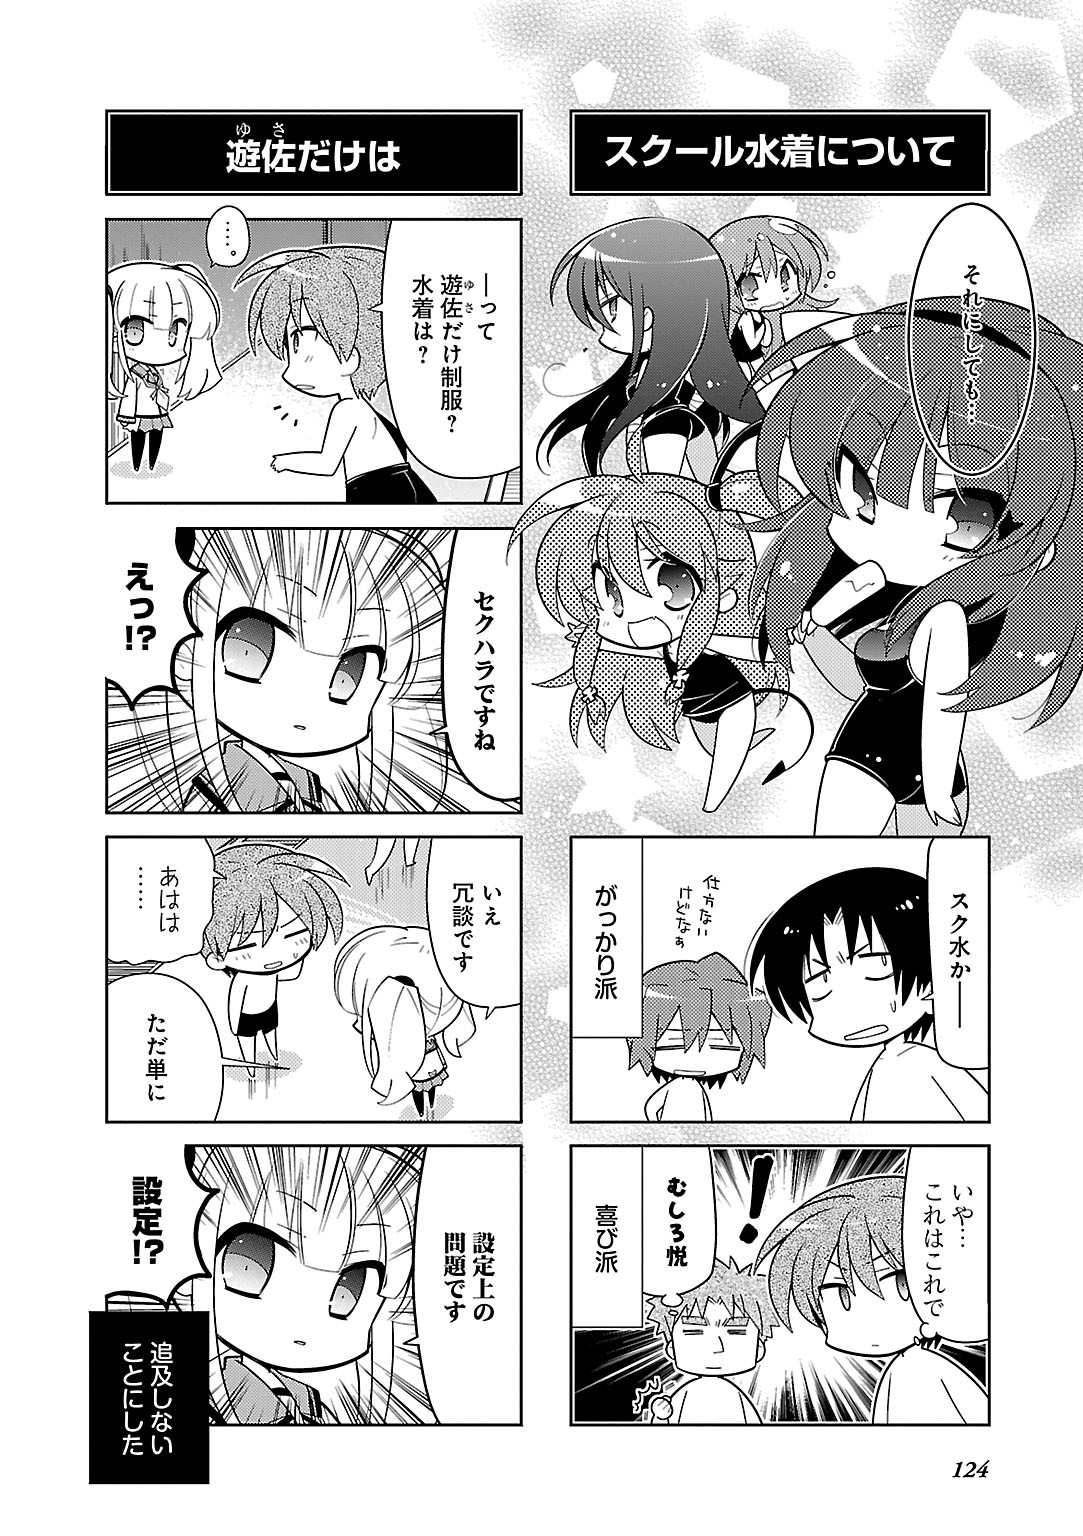 スクール水着について
それにしても…
スク水か──
仕方ない
けどなぁ
がっかり派
いや…
これはこれで
！
むしろ悦
喜び派
遊佐だけは
ゆさ
──って
遊佐だけ制服？
ゆさ
水着は？
……。
セクハラですね
えっ!?
いえ
冗談です
あはは
……
ただ単に
設定上の
問題です
設定!?
追及しない
ことにした
124